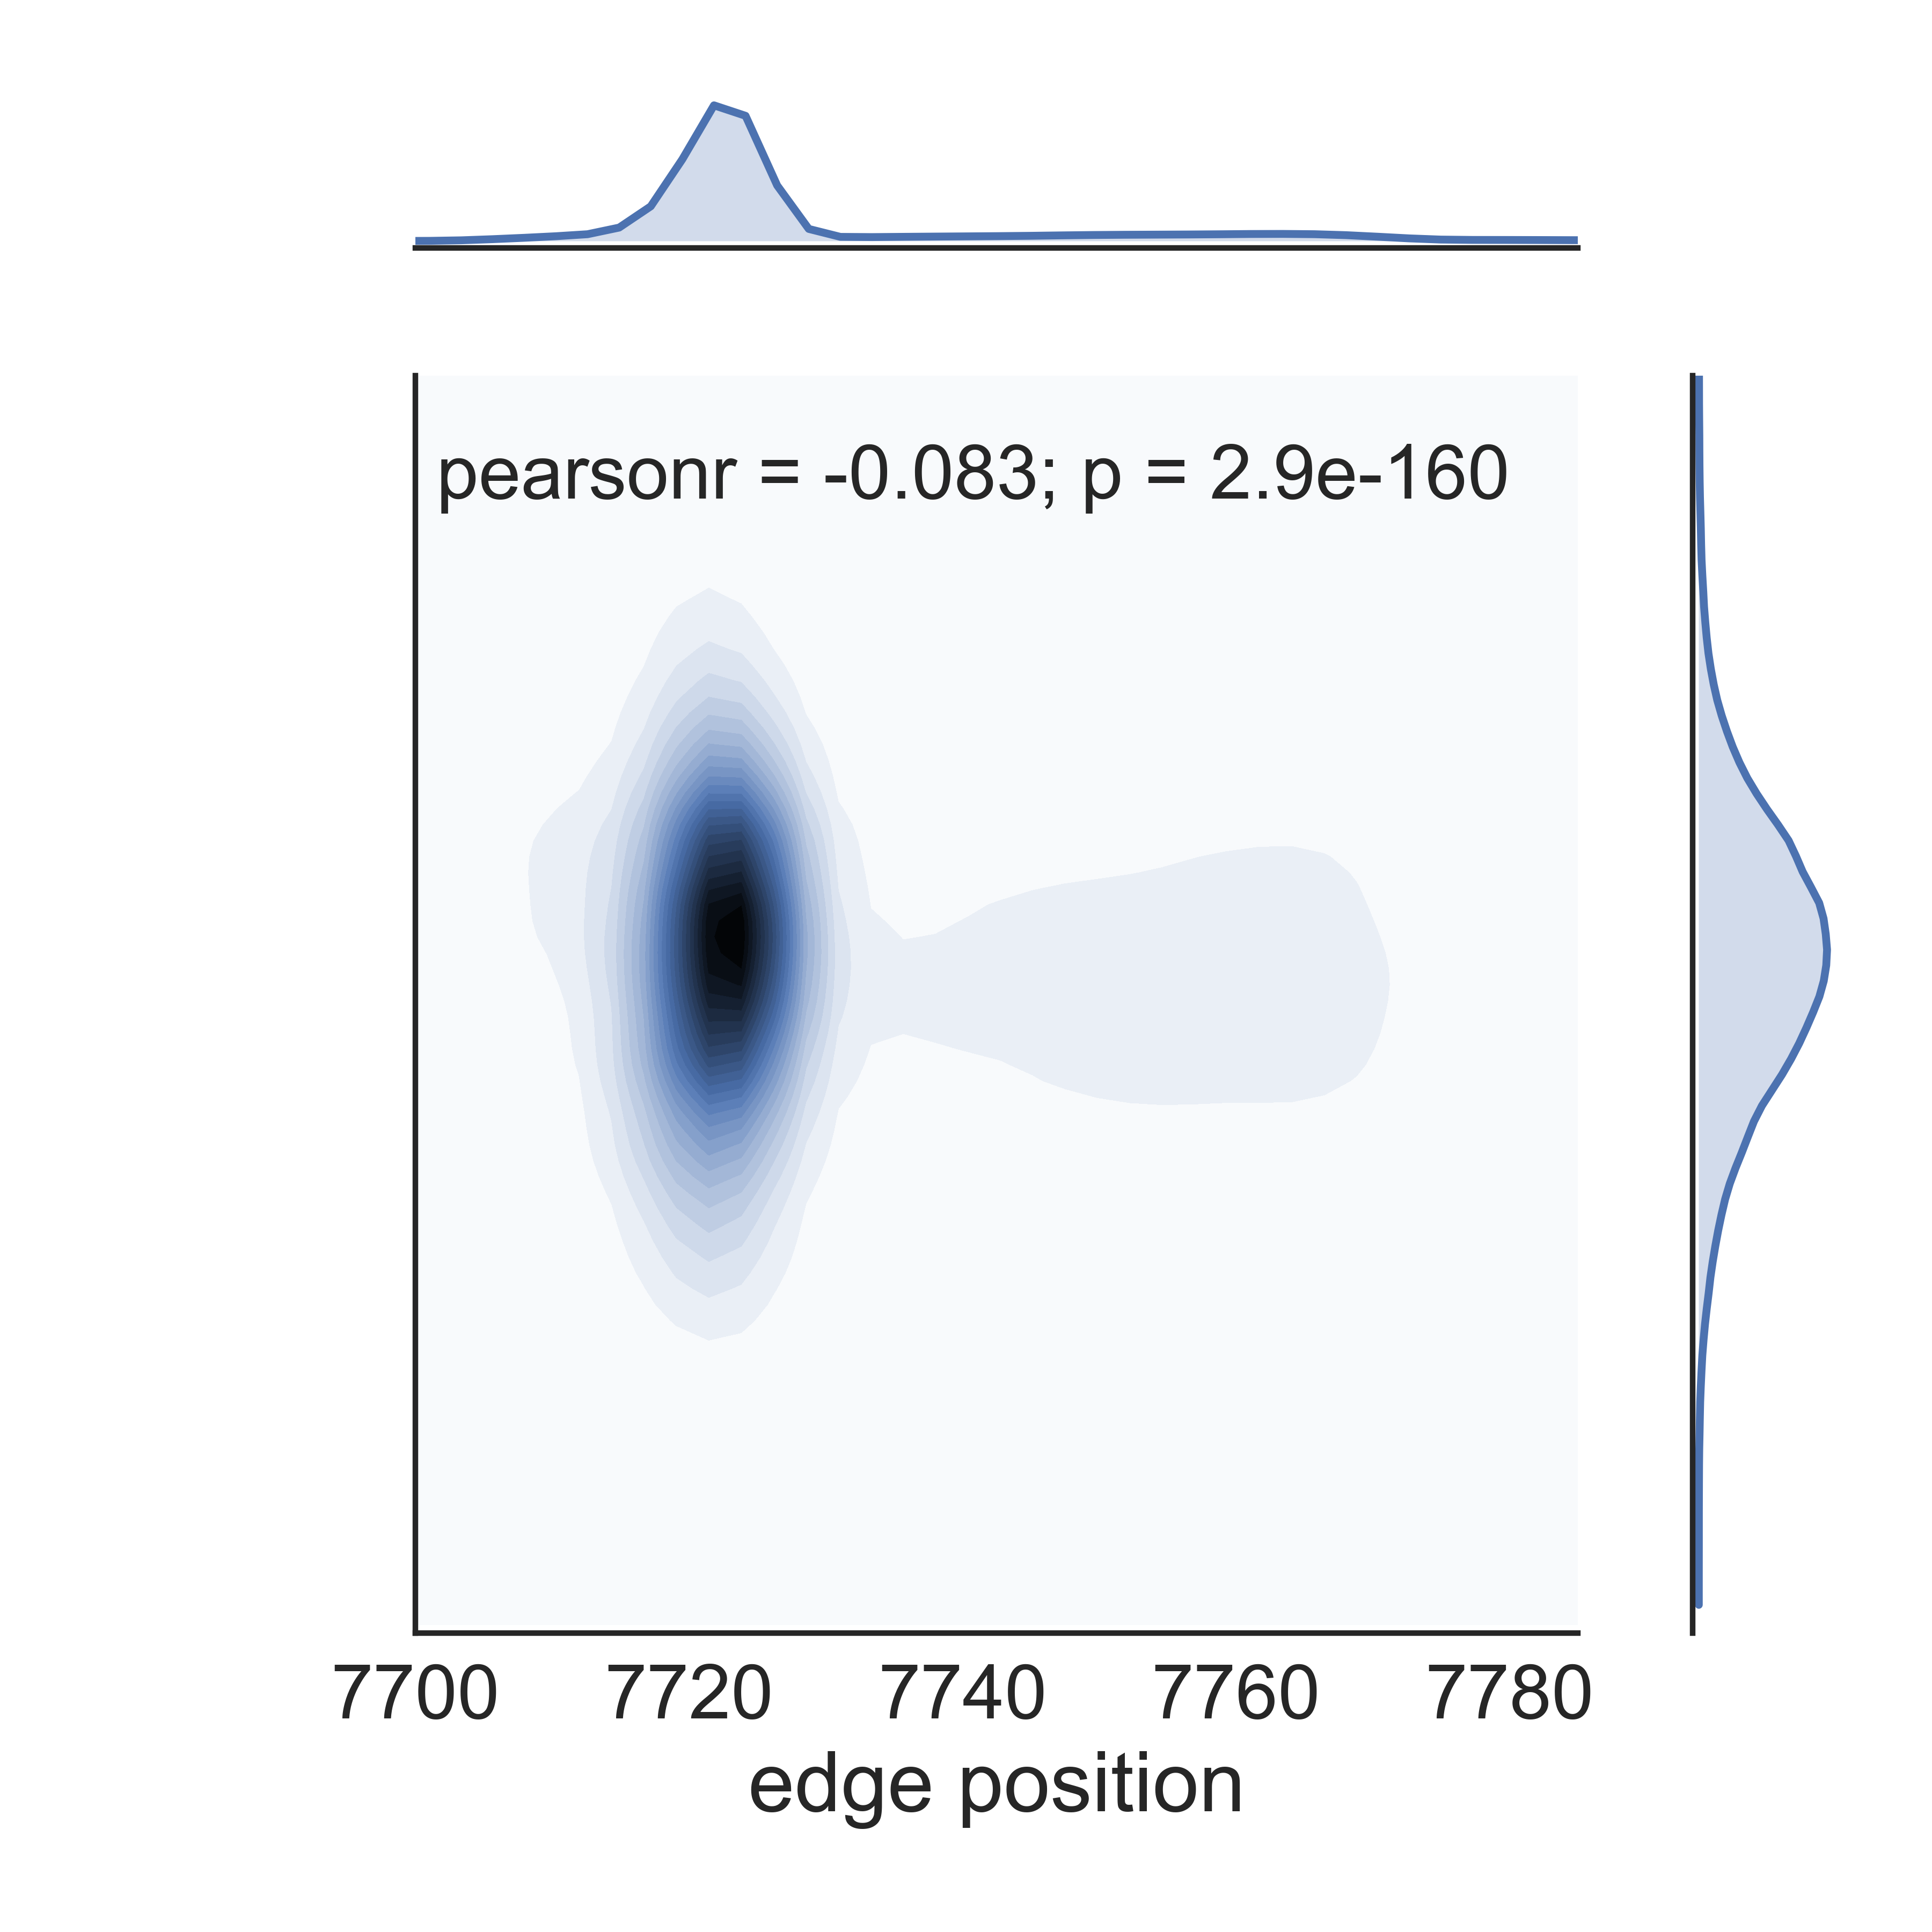 pearsonr = -0.083; p = 2.9e-160
7700 7720 7740 7760 7780
edge position